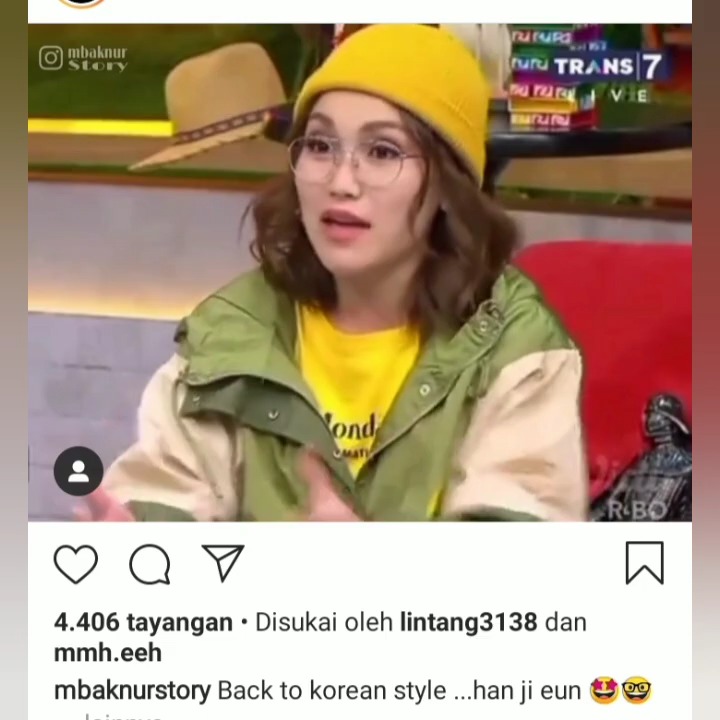 mbaknur
Story
TRANS|7
LIVE
4.406 tayangan • Disukai oleh lintang3138 dan
mmh.eeh
mbaknurstory Back to korean style ...han ji eun 🤩🤓